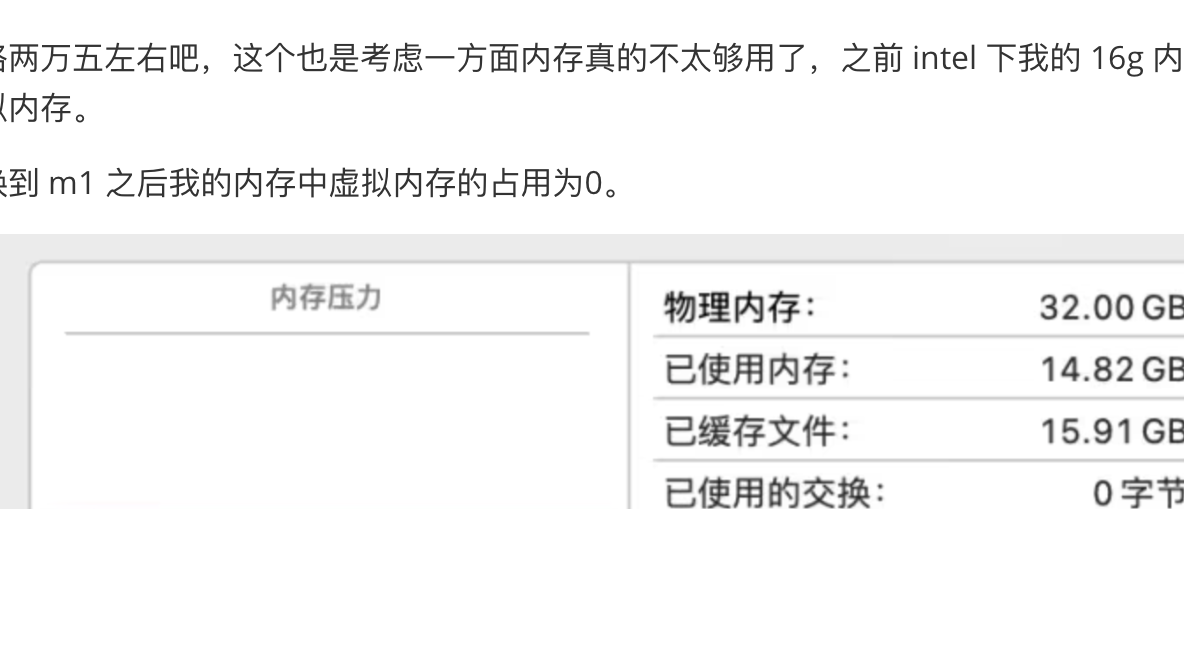 两万五左右吧，这个也是考虑一方面内存真的不太够用了，之前 intel 下我的 16g 内
内存。
到 m1 之后我的内存中虚拟内存的占用为0。
内存压力
物理内存： 32.00 GB
已使用内存： 14.82 GB
已缓存文件： 15.91 GB
已使用的交换： 0 字节